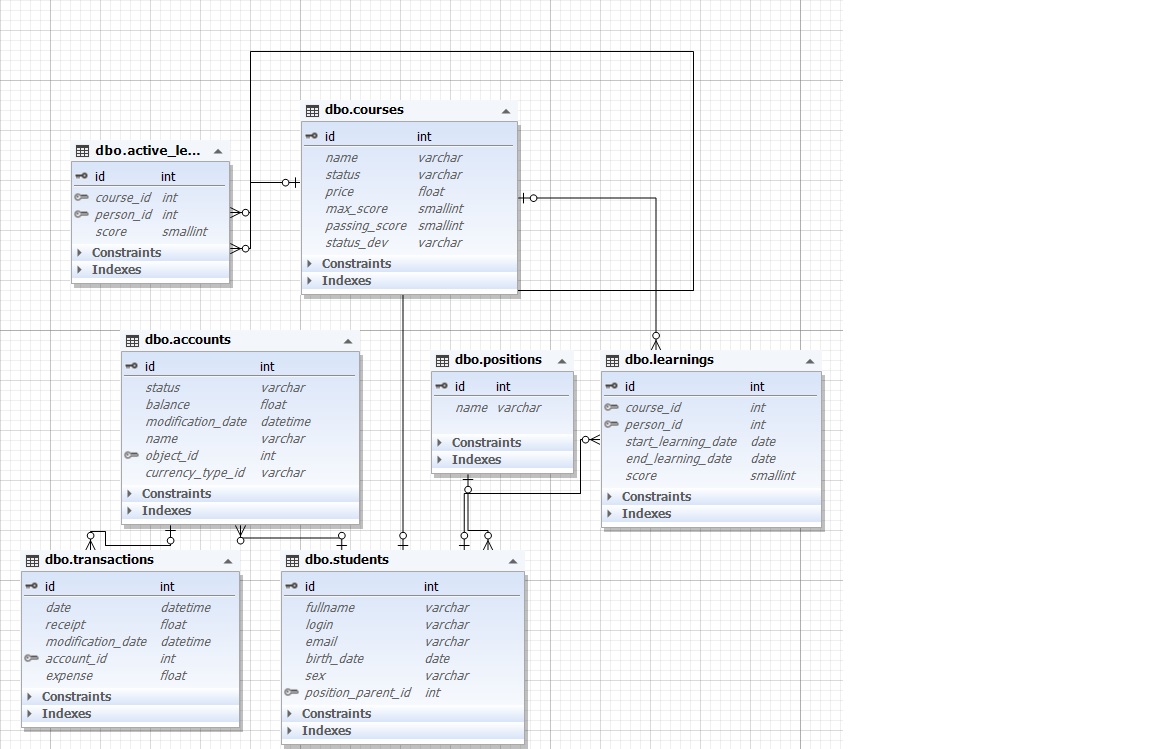 dbo.courses
id int
name varchar
status varchar
price float
max_score smallint
passing_score smallint
status_dev varchar
Constraints
Indexes
dbo.active_le...
id int
course_id int
person_id int
score smallint
Constraints
Indexes
dbo.accounts
id int
status varchar
balance float
modification_date datetime
name varchar
object_id int
currency_type_id varchar
Constraints
Indexes
dbo.positions
id int
name varchar
Constraints
Indexes
dbo.learnings
id int
course_id int
person_id int
start_learning_date date
end_learning_date date
score smallint
Constraints
Indexes
dbo.transactions
id int
date datetime
receipt float
modification_date datetime
account_id int
expense float
Constraints
Indexes
dbo.students
id int
fullname varchar
login varchar
email varchar
birth_date date
sex varchar
position_parent_id int
Constraints
Indexes